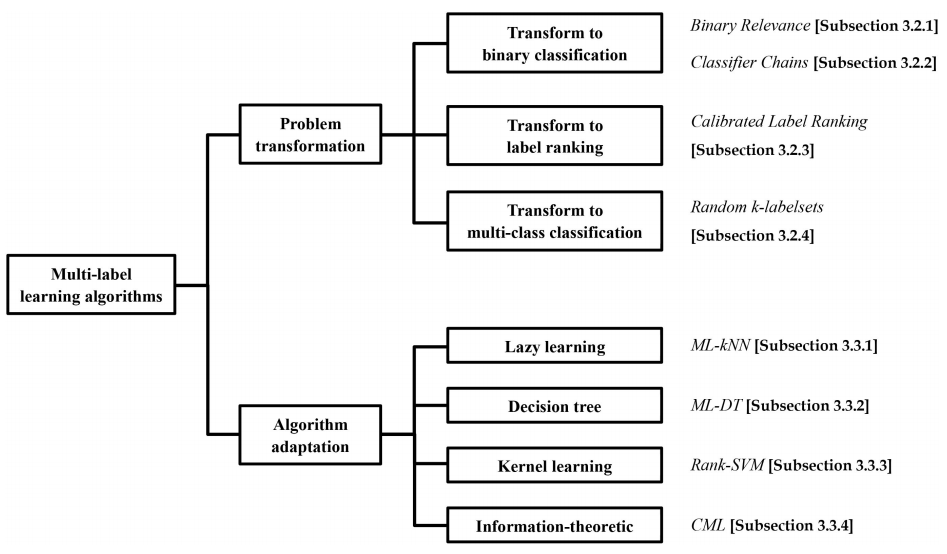 Multi-label
learning algorithms
Problem
transformation
Transform to
binary classification
Binary Relevance [Subsection 3.2.1]
Classifier Chains [Subsection 3.2.2]
Transform to
label ranking
Calibrated Label Ranking
[Subsection 3.2.3]
Transform to
multi-class classification
Random k-labelsets
[Subsection 3.2.4]
Algorithm
adaptation
Lazy learning
ML-kNN [Subsection 3.3.1]
Decision tree
ML-DT [Subsection 3.3.2]
Kernel learning
Rank-SVM [Subsection 3.3.3]
Information-theoretic
CML [Subsection 3.3.4]